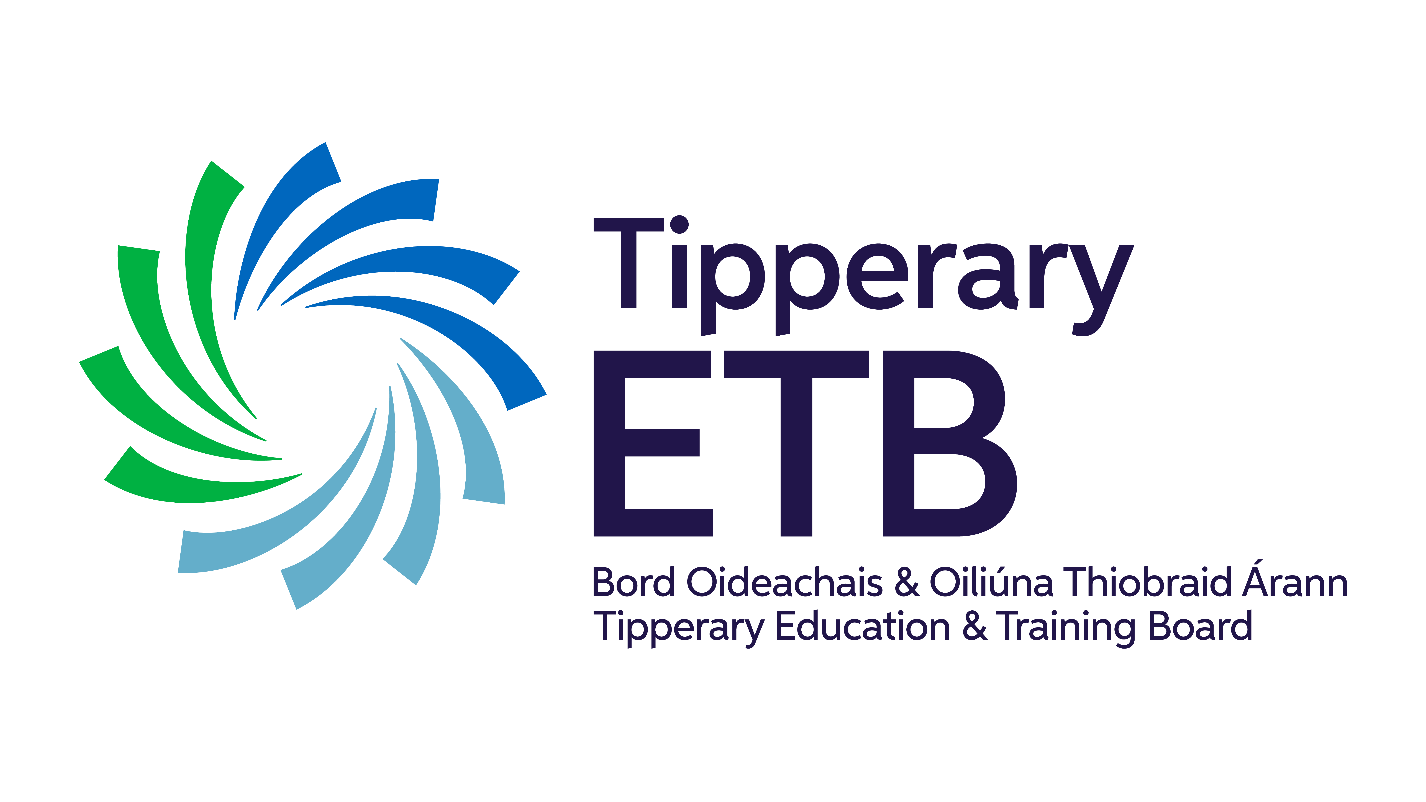 Tipperary
ETB
Bord Oideachais & Oiliúna Thiobraid Árann
Tipperary Education & Training Board